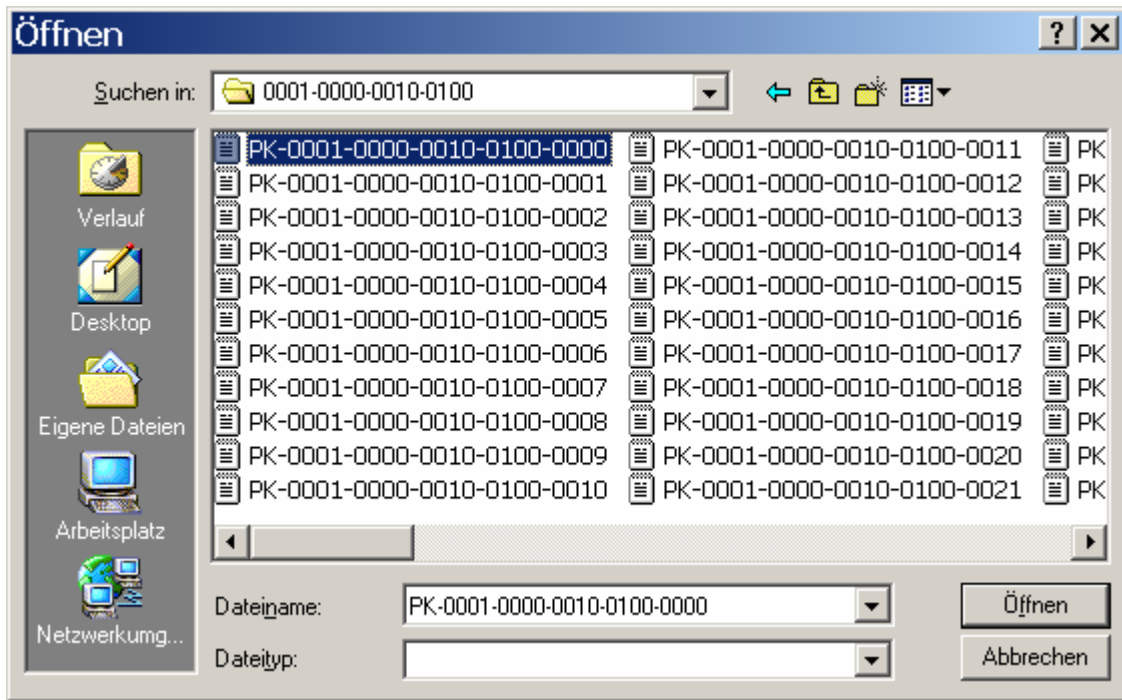 Öffnen
?
Suchen in:
0001-0000-0010-0100
Verlauf
Desktop
Eigene Dateien
Arbeitsplatz
Netzwerkumg...
PK-0001-0000-0010-0100-0000
PK-0001-0000-0010-0100-0001
PK-0001-0000-0010-0100-0002
PK-0001-0000-0010-0100-0003
PK-0001-0000-0010-0100-0004
PK-0001-0000-0010-0100-0005
PK-0001-0000-0010-0100-0006
PK-0001-0000-0010-0100-0007
PK-0001-0000-0010-0100-0008
PK-0001-0000-0010-0100-0009
PK-0001-0000-0010-0100-0010
PK-0001-0000-0010-0100-0011
PK-0001-0000-0010-0100-0012
PK-0001-0000-0010-0100-0013
PK-0001-0000-0010-0100-0014
PK-0001-0000-0010-0100-0015
PK-0001-0000-0010-0100-0016
PK-0001-0000-0010-0100-0017
PK-0001-0000-0010-0100-0018
PK-0001-0000-0010-0100-0019
PK-0001-0000-0010-0100-0020
PK-0001-0000-0010-0100-0021
PK
PK
PK
PK
PK
PK
PK
PK
PK
PK
PK
Dateiname:
PK-0001-0000-0010-0100-0000
Öffnen
Dateityp:
Abbrechen